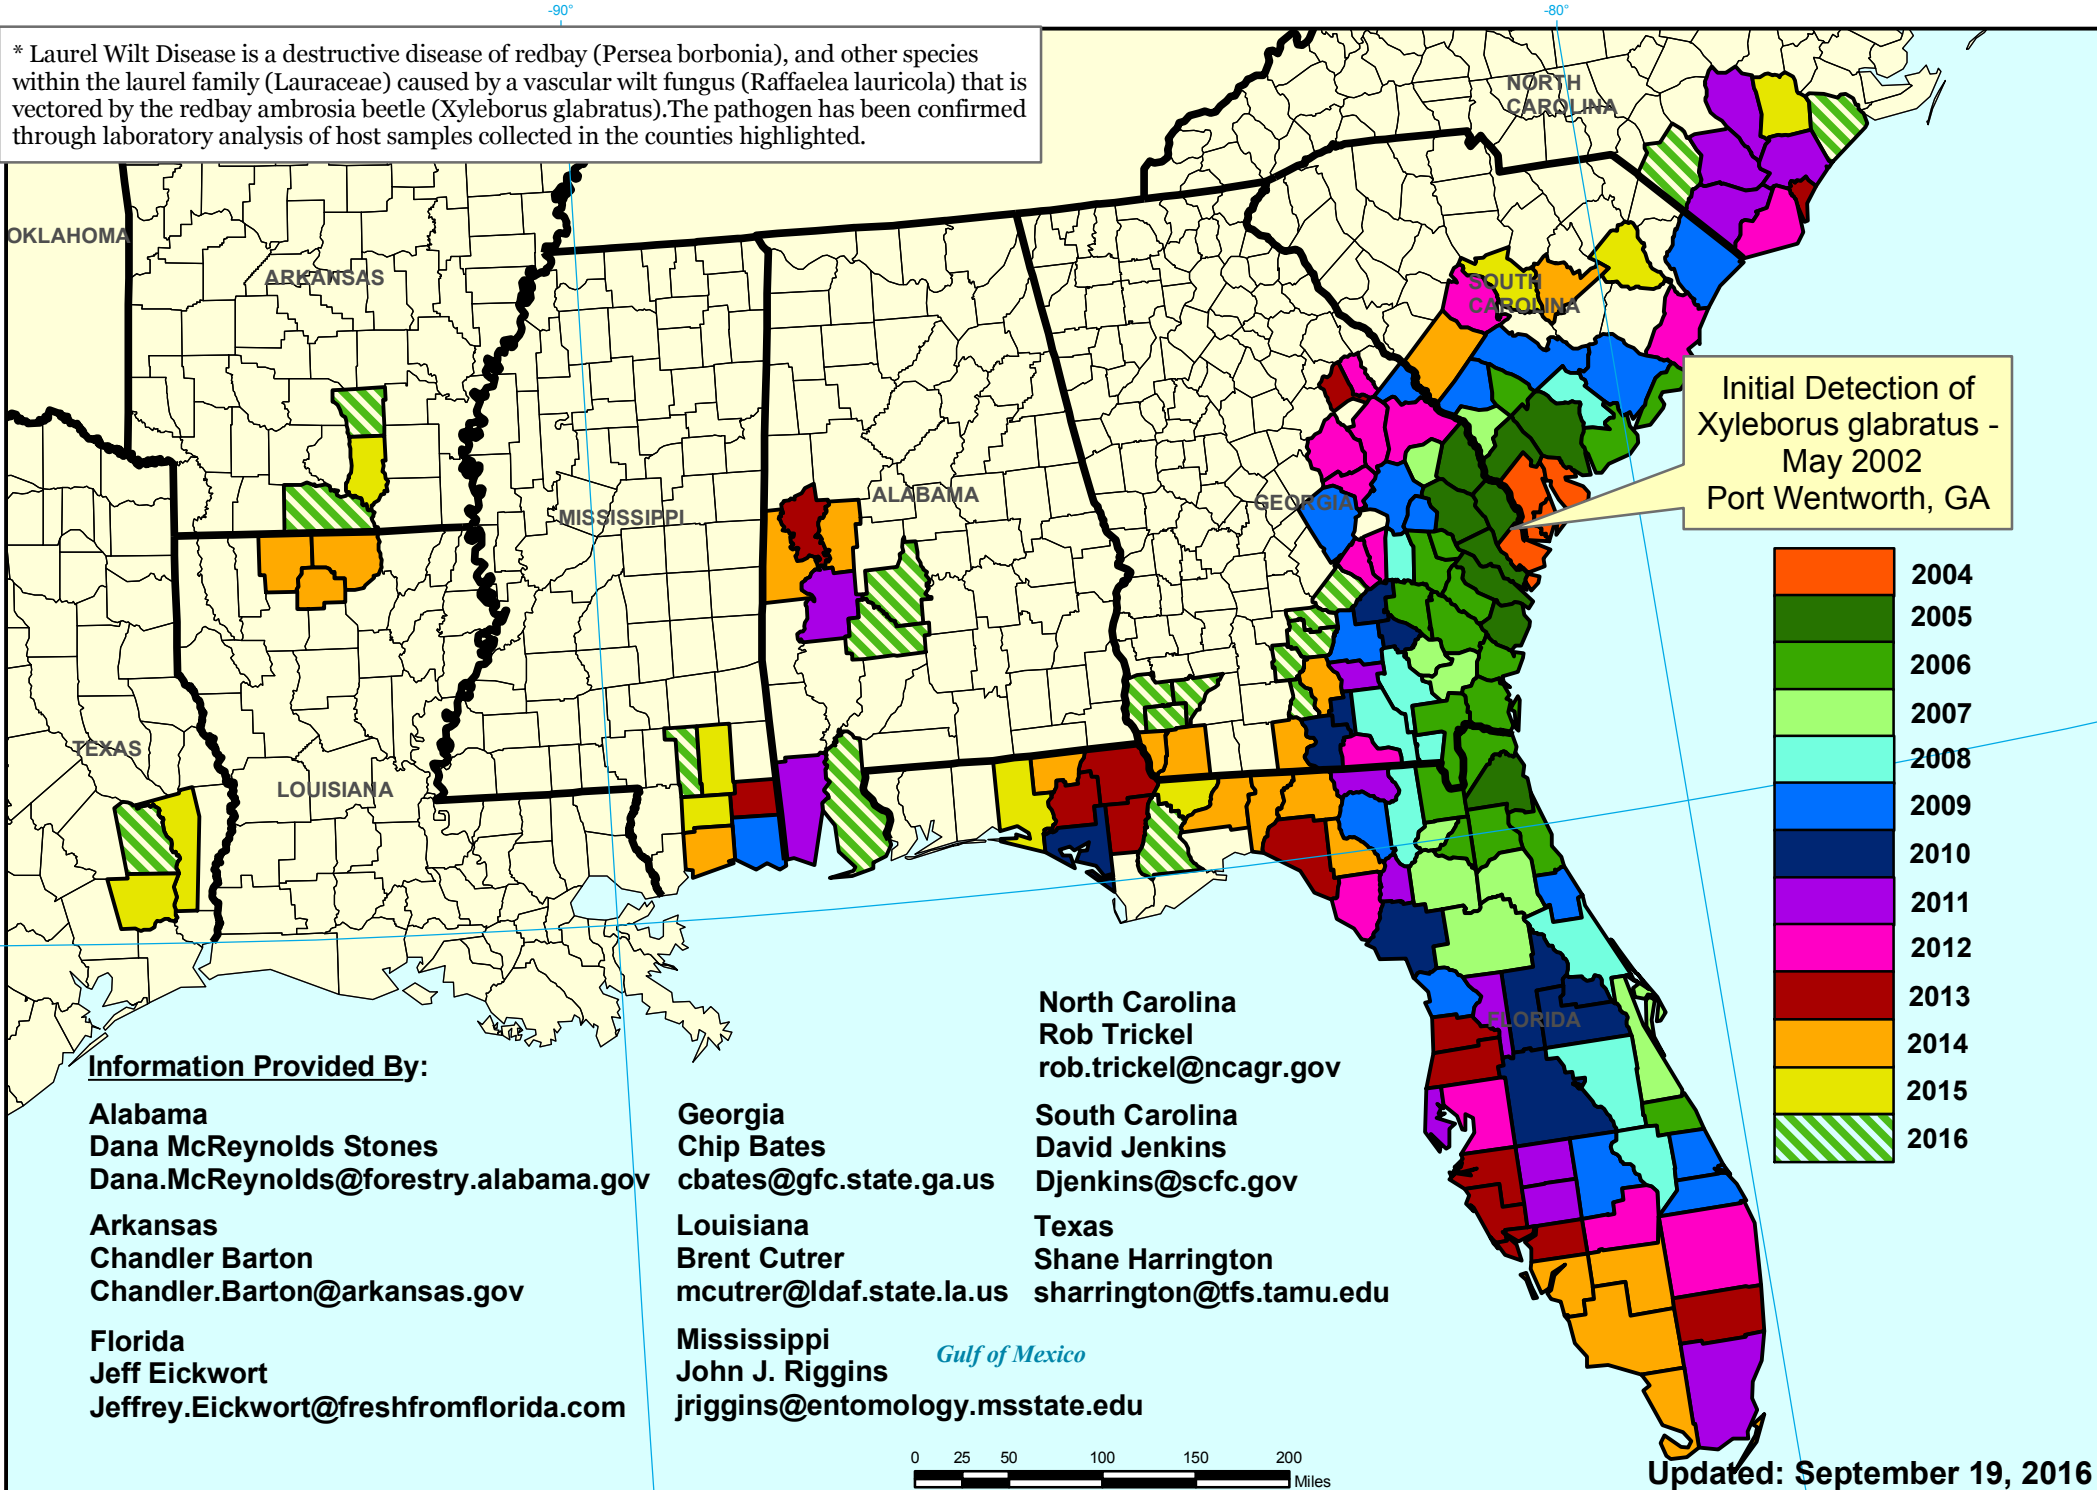 -90°
-80°
* Laurel Wilt Disease is a destructive disease of redbay (Persea borbonia), and other species
within the laurel family (Lauraceae) caused by a vascular wilt fungus (Raffaelea lauricola) that is
vectored by the redbay ambrosia beetle (Xyleborus glabratus).The pathogen has been confirmed
through laboratory analysis of host samples collected in the counties highlighted.
NORTH
CAROLINA
OKLAHOMA
ARKANSAS
SOUTH
CAROLINA
Initial Detection of
Xyleborus glabratus -
May 2002
Port Wentworth, GA
MISSISSIPPI
ALABAMA
GEORGIA
TEXAS
LOUISIANA
FLORIDA
2004
2005
2006
2007
2008
2009
2010
2011
2012
2013
2014
2015
2016
Information Provided By:
Alabama
Dana McReynolds Stones
Dana.McReynolds@forestry.alabama.gov
Arkansas
Chandler Barton
Chandler.Barton@arkansas.gov
Florida
Jeff Eickwort
Jeffrey.Eickwort@freshfromflorida.com
Georgia
Chip Bates
cbates@gfc.state.ga.us
Louisiana
Brent Cutrer
mcutrer@ldaf.state.la.us
Mississippi
John J. Riggins
jriggins@entomology.msstate.edu
North Carolina
Rob Trickel
rob.trickel@ncagr.gov
South Carolina
David Jenkins
Djenkins@scfc.gov
Texas
Shane Harrington
sharrington@tfs.tamu.edu
Gulf of Mexico
0 25 50 100 150 200
Miles
Updated: September 19, 2016